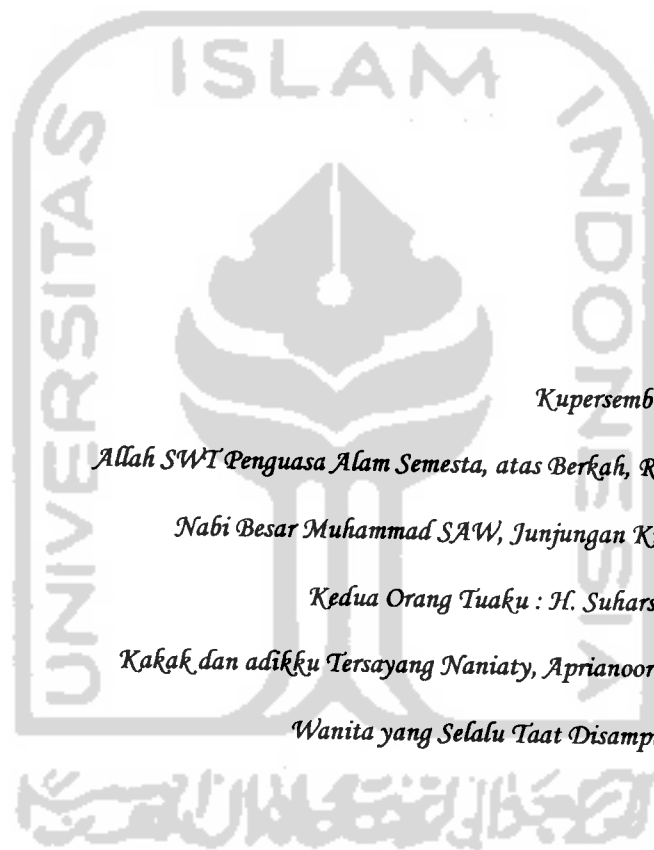 ISLAM
UNIVERSITAS
INDONESIA
Kupersemb
Allah SWT Penguasa Alam Semesta, atas Berkah, R
Nabi Besar Muhammad SAW, Junjungan K
Kedua Orang Tuaku : H. Suhars
Kakak dan adikku Tersayang Naniaty, Aprianoor
Wanita yang Selalu Taat Disamp